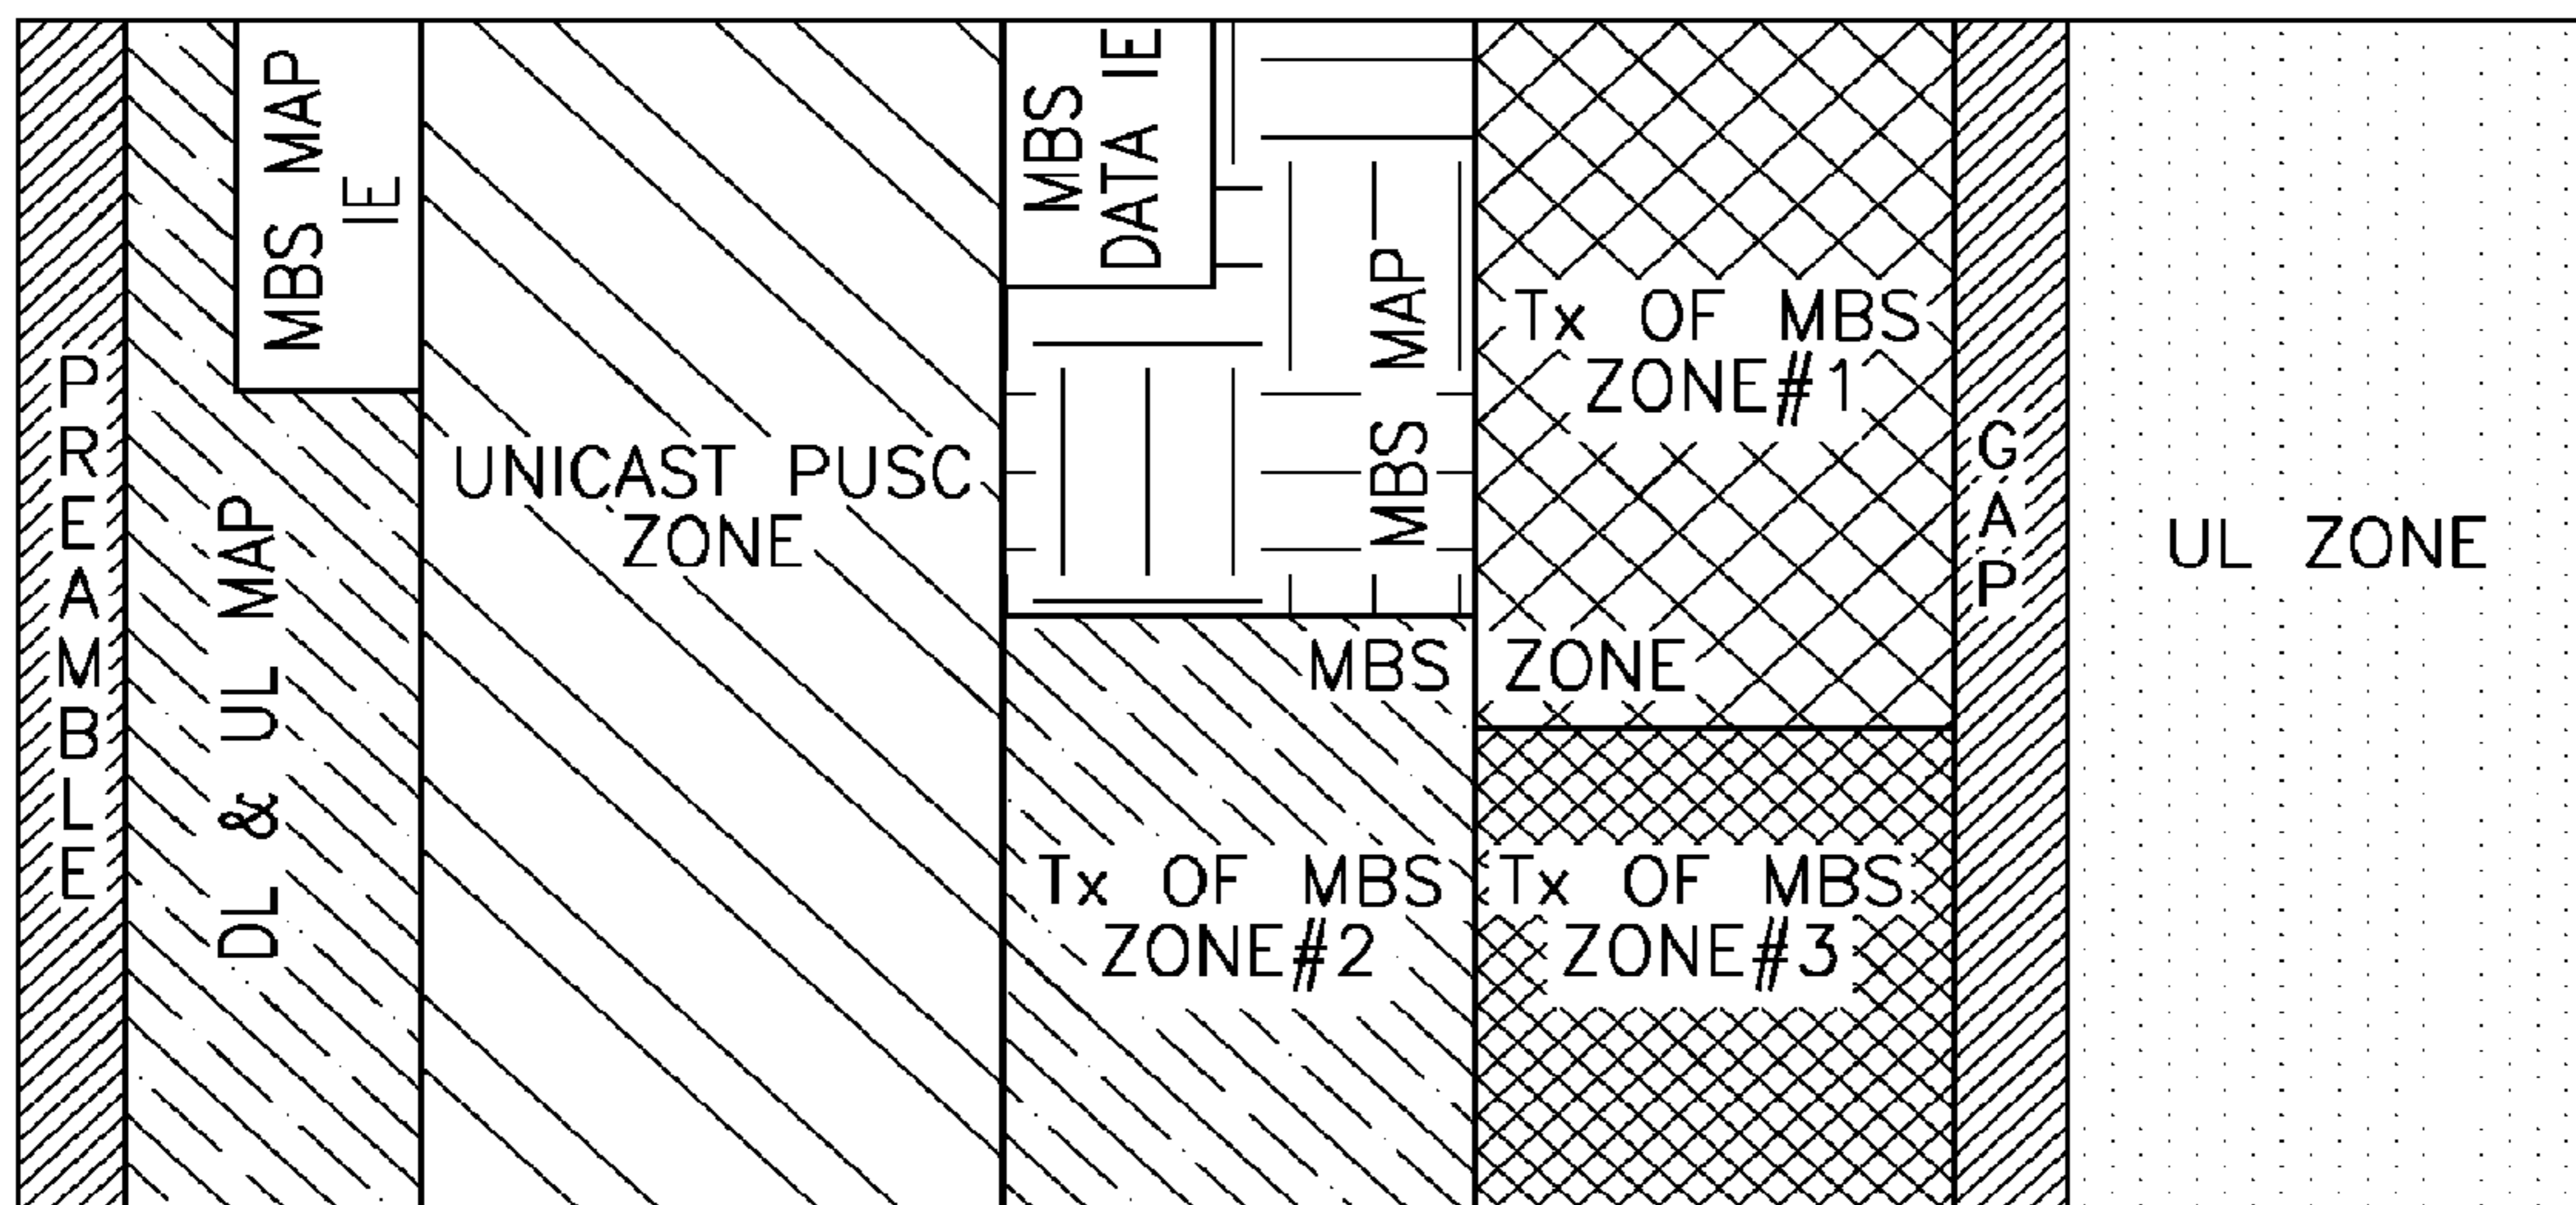 PREAMBLE
DL & UL MAP
MBS MAP
IE
UNICAST PUSC
ZONE
MBS
DATA IE
MBS MAP
MBS ZONE
Tx OF MBS
ZONE#1
Tx OF MBS
ZONE#2
Tx OF MBS
ZONE#3
GAP
UL ZONE